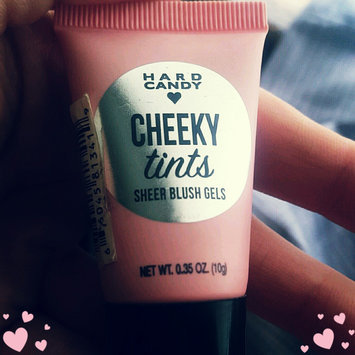 HARD
CANDY
CHEEKY
tints
SHEER BLUSH GELS
NET WT. 0.35 OZ. (10g)